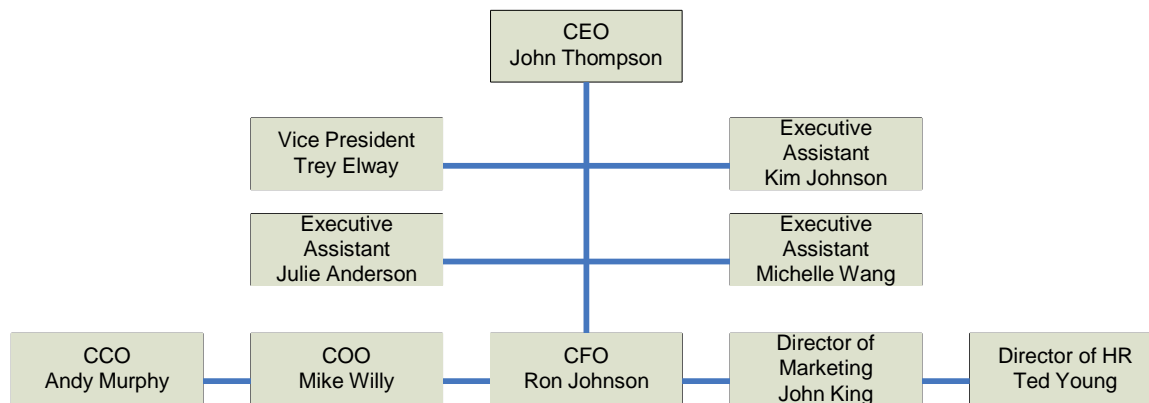 CEO
John Thompson
Vice President
Trey Elway
Executive
Assistant
Kim Johnson
Executive
Assistant
Julie Anderson
Executive
Assistant
Michelle Wang
CCO
Andy Murphy
COO
Mike Willy
CFO
Ron Johnson
Director of
Marketing
John King
Director of HR
Ted Young